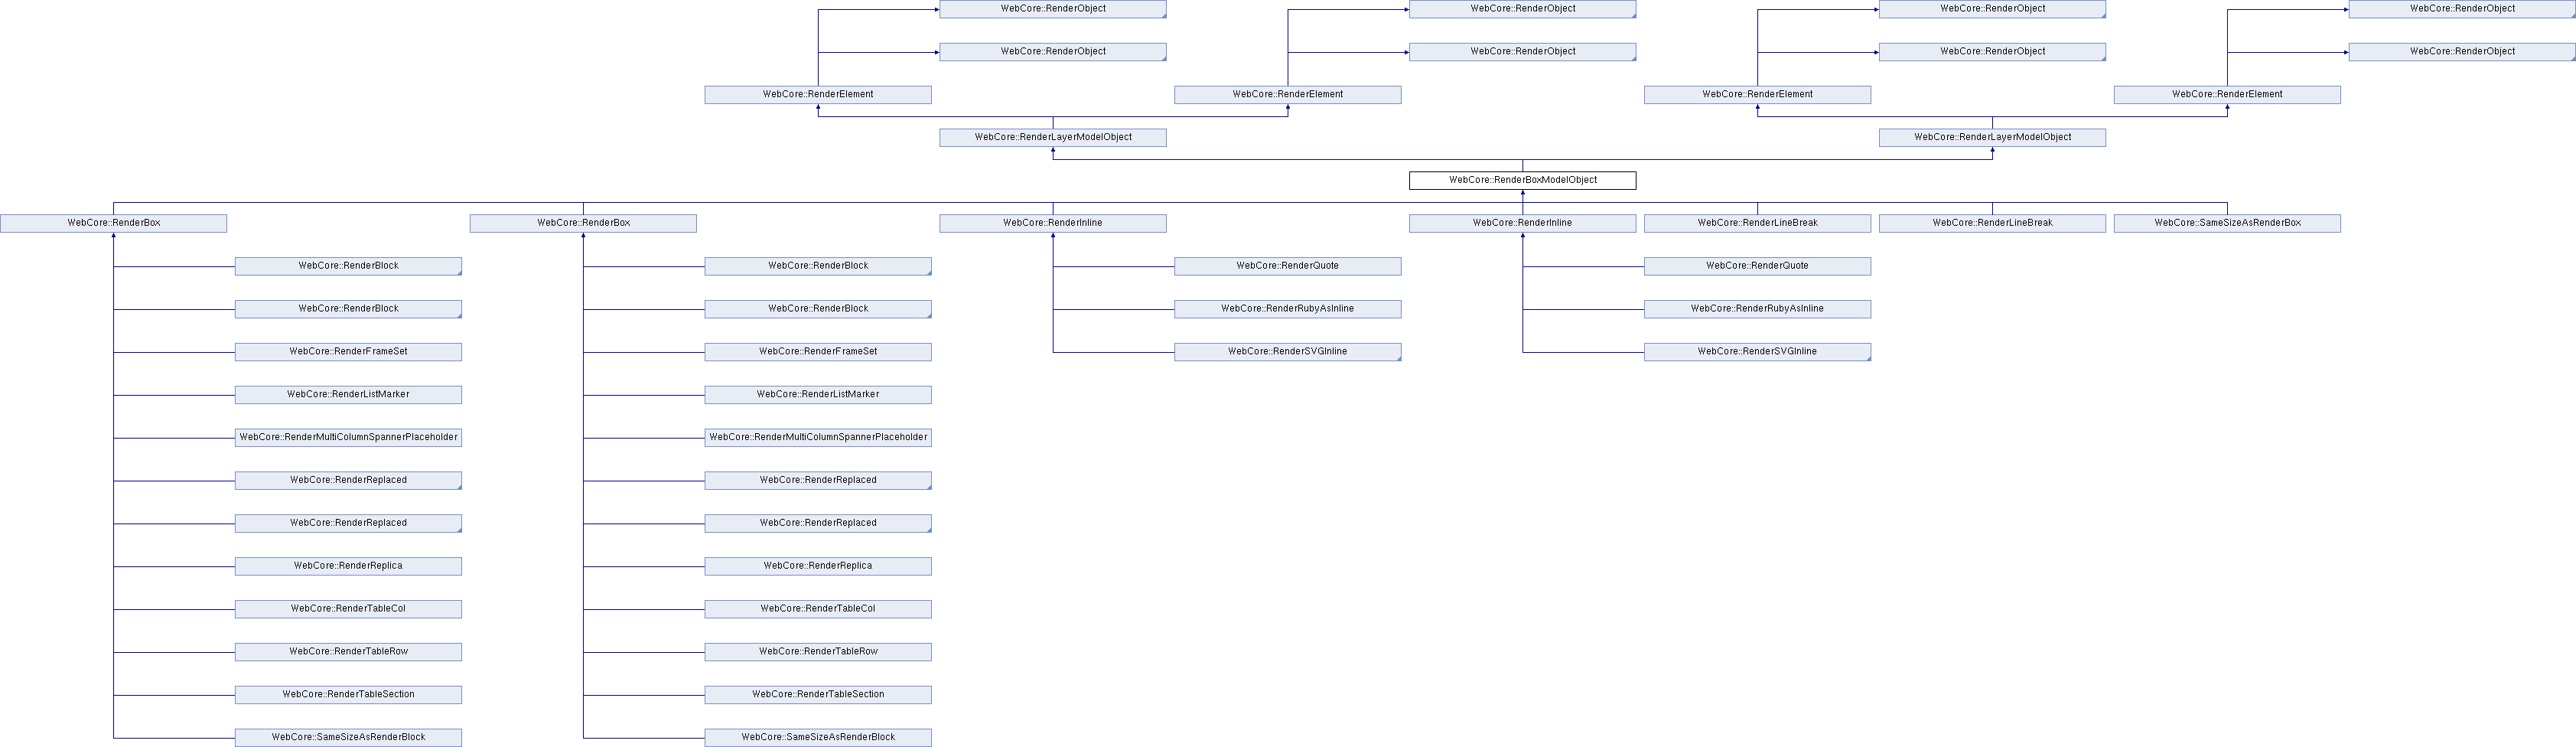 WebCore::RenderObject
WebCore::RenderObject
WebCore::RenderObject
WebCore::RenderObject
WebCore::RenderObject
WebCore::RenderObject
WebCore::RenderObject
WebCore::RenderObject
WebCore::RenderElement
WebCore::RenderElement
WebCore::RenderElement
WebCore::RenderElement
WebCore::RenderLayerModelObject
WebCore::RenderLayerModelObject
WebCore::RenderBoxModelObject
WebCore::RenderBox
WebCore::RenderBox
WebCore::RenderInline
WebCore::RenderInline
WebCore::RenderLineBreak
WebCore::RenderLineBreak
WebCore::SameSizeAsRenderBox
WebCore::RenderBlock
WebCore::RenderBlock
WebCore::RenderQuote
WebCore::RenderQuote
WebCore::RenderBlock
WebCore::RenderBlock
WebCore::RenderRubyAsInline
WebCore::RenderRubyAsInline
WebCore::RenderFrameSet
WebCore::RenderFrameSet
WebCore::RenderSVGInline
WebCore::RenderSVGInline
WebCore::RenderListMarker
WebCore::RenderListMarker
WebCore::RenderMultiColumnSpannerPlaceholder
WebCore::RenderMultiColumnSpannerPlaceholder
WebCore::RenderReplaced
WebCore::RenderReplaced
WebCore::RenderReplaced
WebCore::RenderReplaced
WebCore::RenderReplica
WebCore::RenderReplica
WebCore::RenderTableCol
WebCore::RenderTableCol
WebCore::RenderTableRow
WebCore::RenderTableRow
WebCore::RenderTableSection
WebCore::RenderTableSection
WebCore::SameSizeAsRenderBlock
WebCore::SameSizeAsRenderBlock